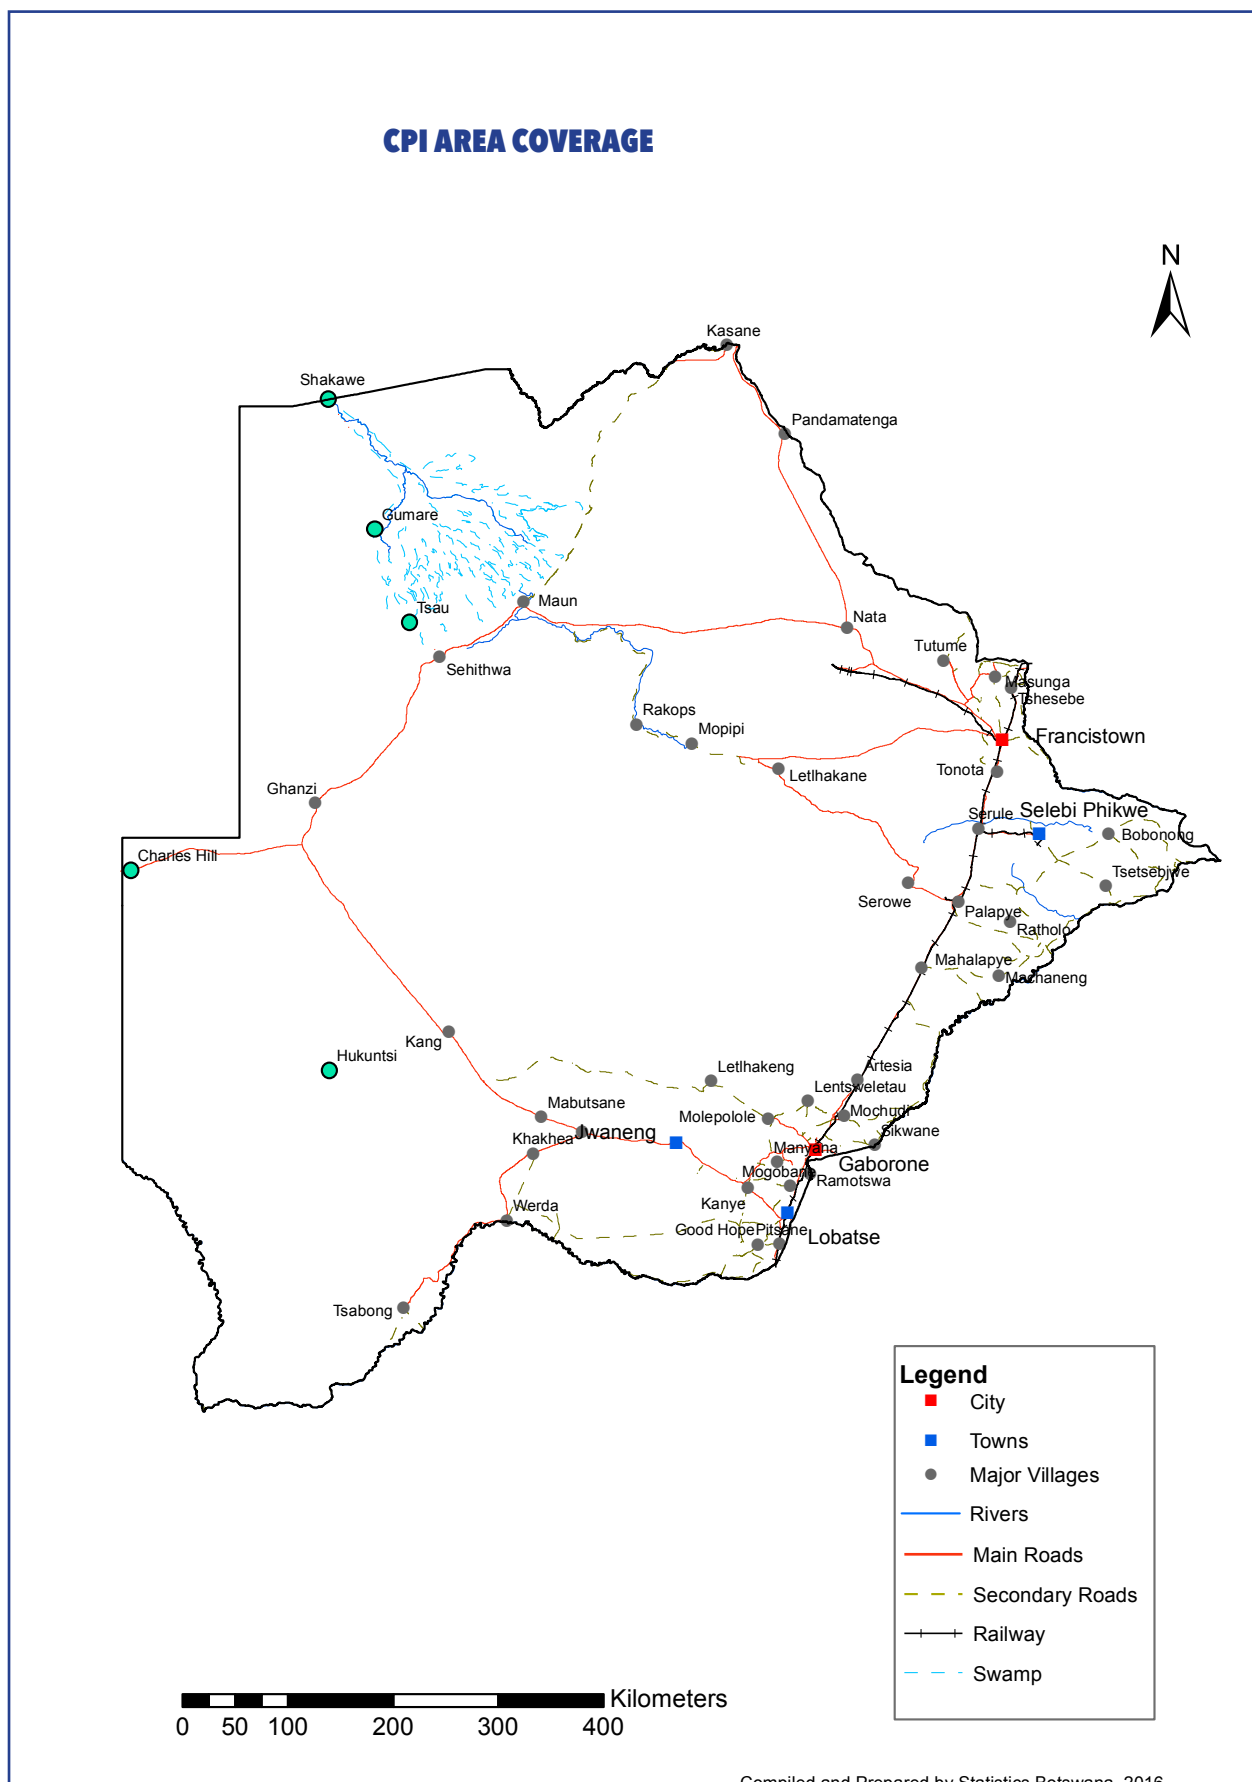 CPI AREA COVERAGE
N
Kasane
Shakawe
Pandamatenga
Gumare
Maun
Tsau
Nata
Tutume
Sehithwa
Masunga
Tshesebe
Rakops
Mopipi
Francistown
Letlhakane
Tonota
Ghanzi
Serule
Selebi Phikwe
Bobonong
Charles Hill
Tsetsebjwe
Serowe
Palapye
Ratholo
Mahalapye
Machaneng
Kang
Hukuntsi
Letlhakeng
Artesia
Lentsweletau
Mabutsane
Molepolole
Mochudi
Jwaneng
Sikwane
Khakhea
Manyana
Gaborone
Mogobane
Ramotswa
Kanye
Werda
Good Hope
Pitsane
Lobatse
Tsabong
Legend
City
Towns
Major Villages
Rivers
Main Roads
Secondary Roads
Railway
Swamp
Kilometers
0 50 100 200 300 400
Compiled and Prepared by Statistics Botswana, 2016